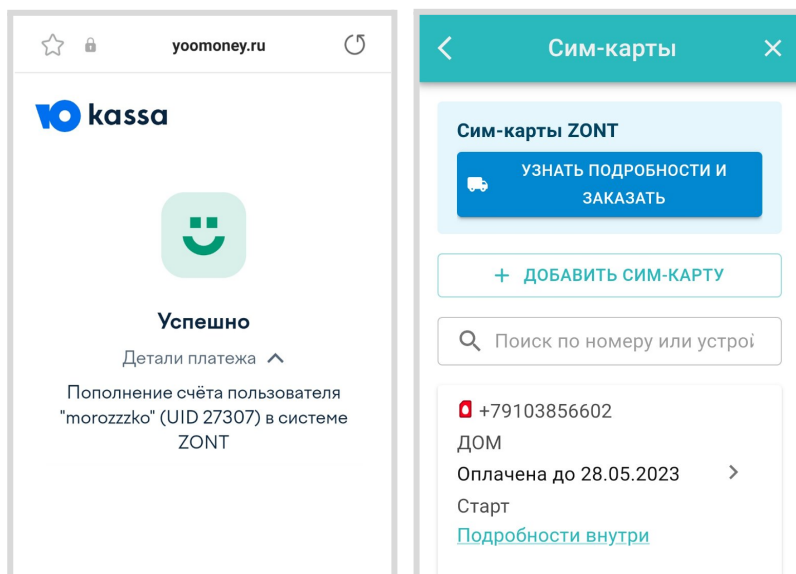 yoomoney.ru
Ю kassa
Успешно
Детали платежа
Пополнение счёта пользователя
"morozzzko" (UID 27307) в системе
ZONT
Сим-карты
Сим-карты ZONT
УЗНАТЬ ПОДРОБНОСТИ И
ЗАКАЗАТЬ
+ ДОБАВИТЬ СИМ-КАРТУ
Поиск по номеру или устрой
+79103856602
ДОМ
Оплачена до 28.05.2023
Старт
Подробности внутри